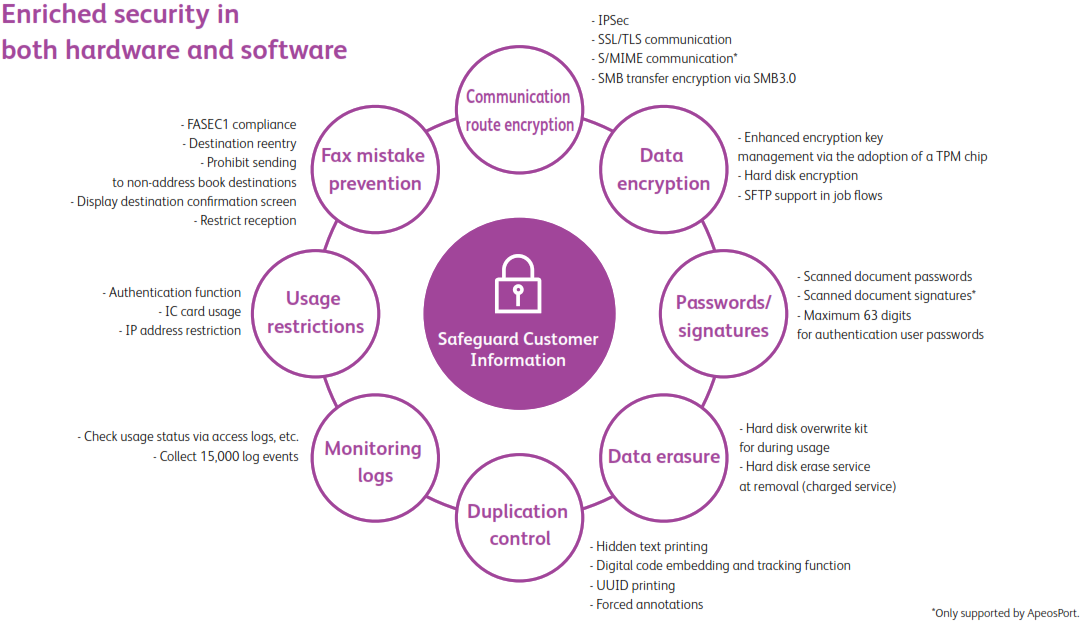 Enriched security in
both hardware and software
- IPSec
- SSL/TLS communication
- S/MIME communication*
- SMB transfer encryption via SMB3.0
Communication
route encryption
- FASEC1 compliance
- Destination reentry
- Prohibit sending
to non-address book destinations
- Display destination confirmation screen
- Restrict reception
Fax mistake
prevention
Data
encryption
- Enhanced encryption key
management via the adoption of a TPM chip
- Hard disk encryption
- SFTP support in job flows
- Authentication function
- IC card usage
- IP address restriction
Usage
restrictions
Safeguard Customer
Information
Passwords/
signatures
- Scanned document passwords
- Scanned document signatures*
- Maximum 63 digits
for authentication user passwords
- Check usage status via access logs, etc.
- Collect 15,000 log events
Monitoring
logs
Data erasure
- Hard disk overwrite kit
for during usage
- Hard disk erase service
at removal (charged service)
Duplication
control
- Hidden text printing
- Digital code embedding and tracking function
- UUID printing
- Forced annotations
*Only supported by ApeosPort.